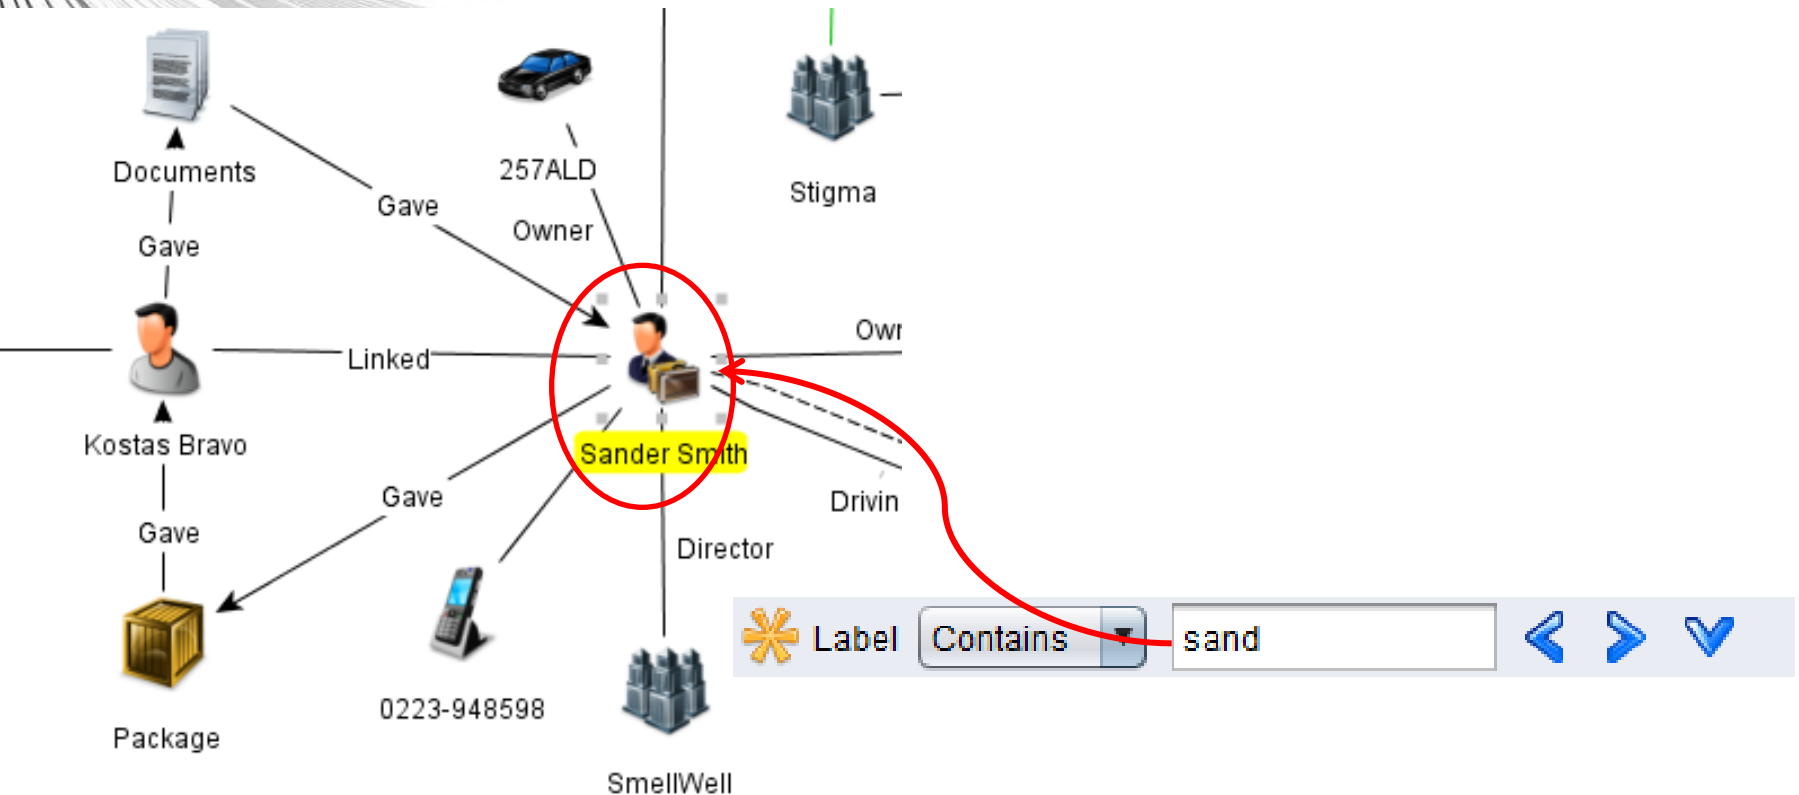 Documents
257ALD
Stigma
Gave
Owner
Gave
Own
Linked
Kostas Bravo
Sander Smith
Gave
Drivin
Gave
Director
Label Contains sand
0223-948598
Package
SmellWell